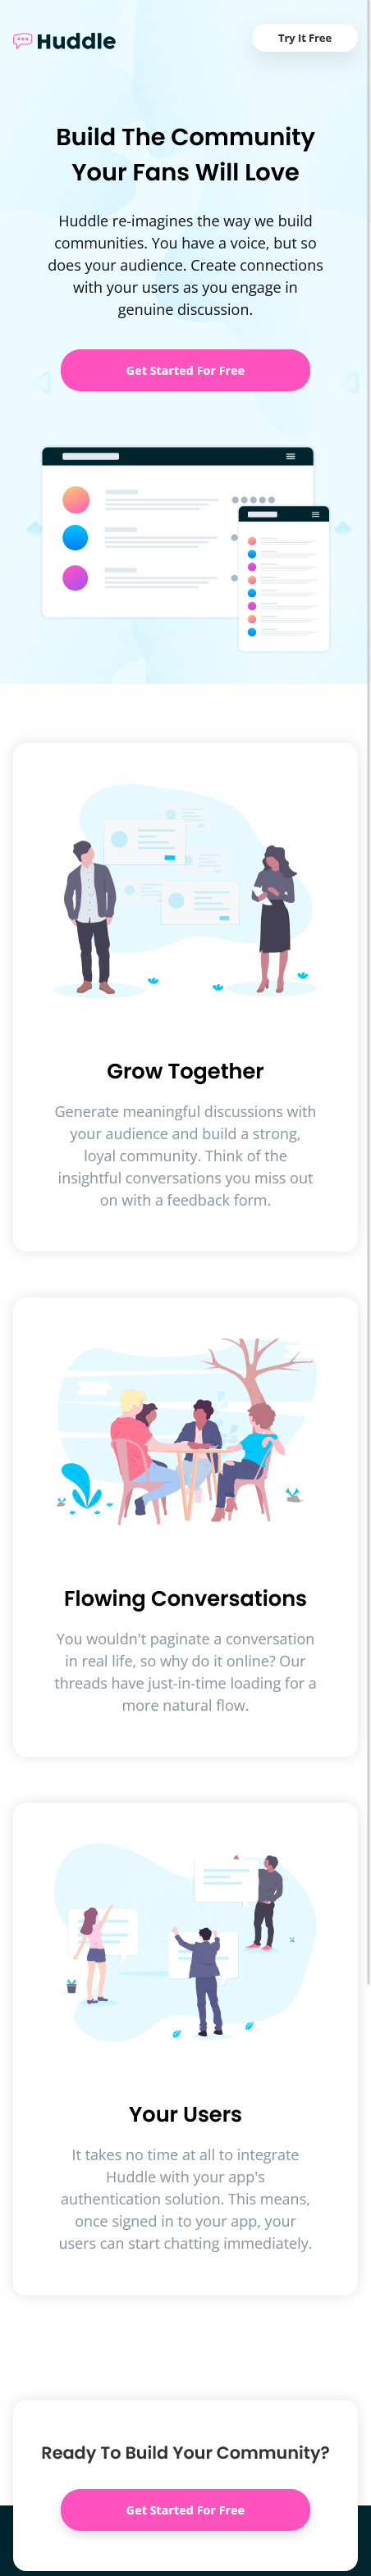 Huddle
Try It Free
Build The Community
Your Fans Will Love
Huddle re-imagines the way we build
communities. You have a voice, but so
does your audience. Create connections
with your users as you engage in
genuine discussion.
Get Started For Free
Grow Together
Generate meaningful discussions with
your audience and build a strong,
loyal community. Think of the
insightful conversations you miss out
on with a feedback form.
Flowing Conversations
You wouldn't paginate a conversation
in real life, so why do it online? Our
threads have just-in-time loading for a
more natural flow.
Your Users
It takes no time at all to integrate
Huddle with your app's
authentication solution. This means,
once signed in to your app, your
users can start chatting immediately.
Ready To Build Your Community?
Get Started For Free